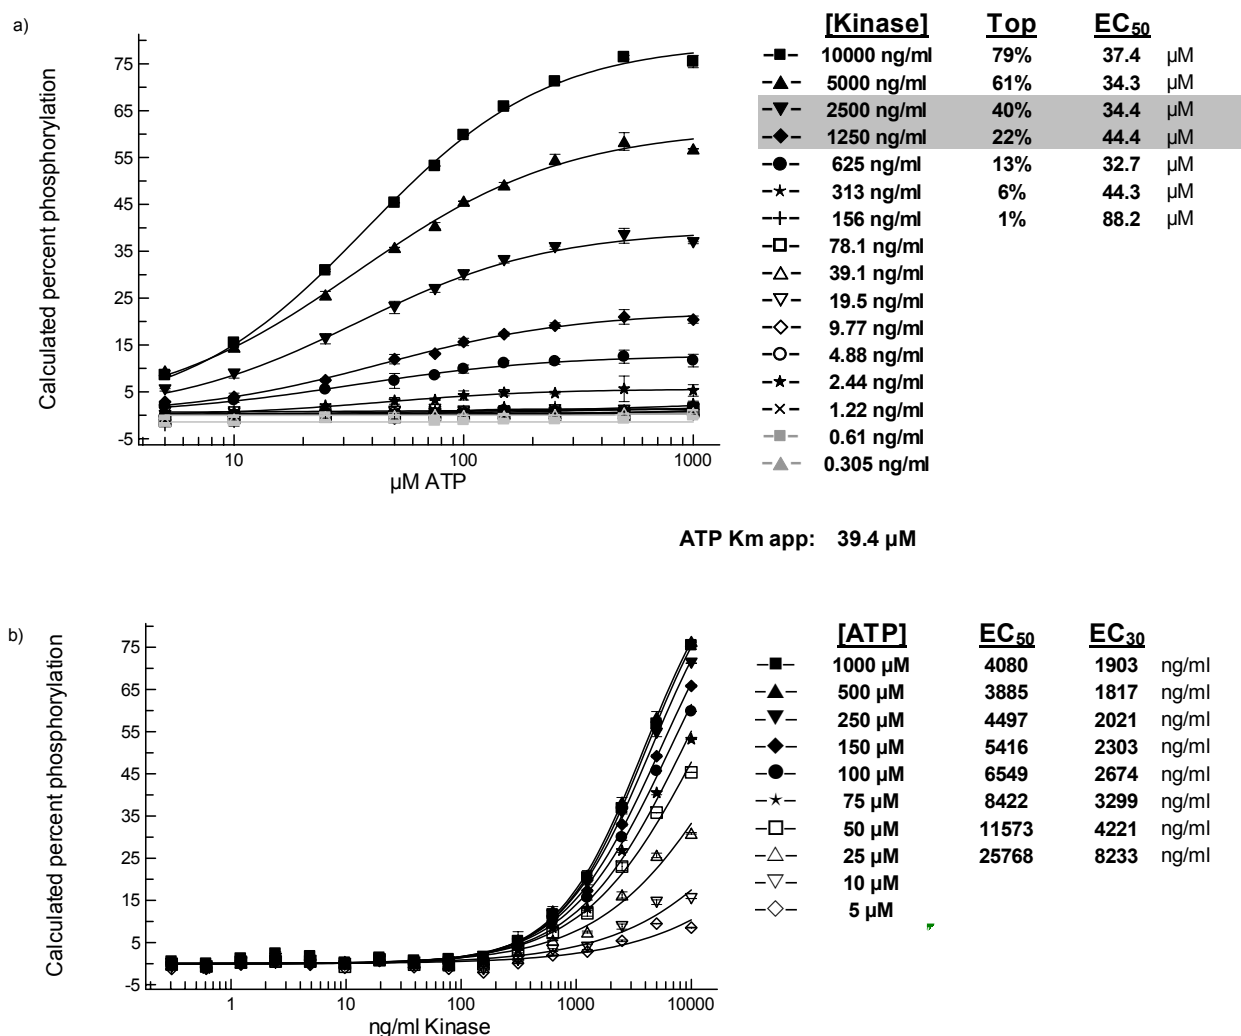 a)
[Kinase] Top EC50
10000 ng/ml 79% 37.4 µM
5000 ng/ml 61% 34.3 µM
2500 ng/ml 40% 34.4 µM
1250 ng/ml 22% 44.4 µM
625 ng/ml 13% 32.7 µM
313 ng/ml 6% 44.3 µM
156 ng/ml 1% 88.2 µM
78.1 ng/ml
39.1 ng/ml
19.5 ng/ml
9.77 ng/ml
4.88 ng/ml
2.44 ng/ml
1.22 ng/ml
0.61 ng/ml
0.305 ng/ml
Calculated percent phosphorylation
75
65
55
45
35
25
15
5
-5
10 100 1000
µM ATP
ATP Km app: 39.4 µM
b)
[ATP] EC50 EC30
1000 µM 4080 1903 ng/ml
500 µM 3885 1817 ng/ml
250 µM 4497 2021 ng/ml
150 µM 5416 2303 ng/ml
100 µM 6549 2674 ng/ml
75 µM 8422 3299 ng/ml
50 µM 11573 4221 ng/ml
25 µM 25768 8233 ng/ml
10 µM
5 µM
Calculated percent phosphorylation
75
65
55
45
35
25
15
5
-5
1 10 100 1000 10000
ng/ml Kinase